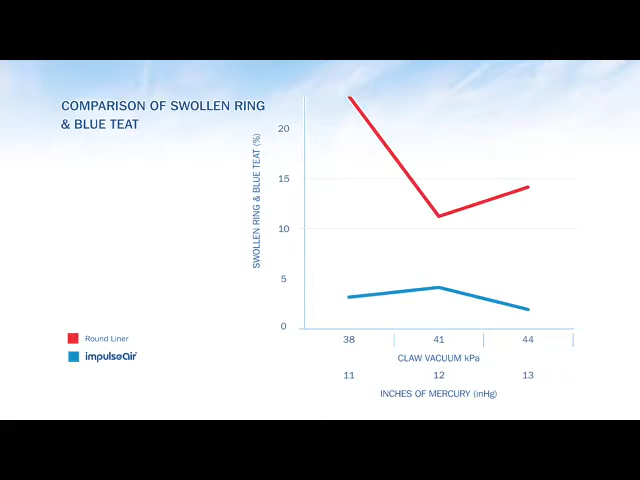 COMPARISON OF SWOLLEN RING
& BLUE TEAT
SWOLLEN RING & BLUE TEAT (%)
20
15
10
5
0
38 41 44
CLAW VACUUM kPa
11 12 13
INCHES OF MERCURY (inHg)
Round Liner
impulseair